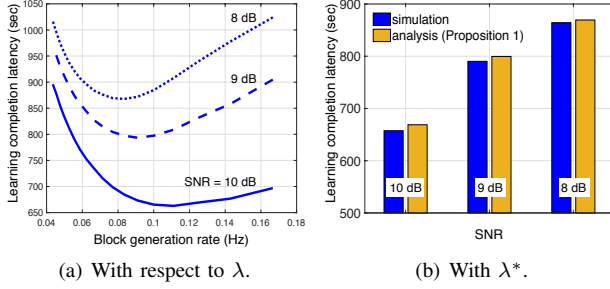 Learning completion latency (sec)
1050
1000
950
900
850
800
750
700
650
0.04
0.06
0.08
0.1
0.12
0.14
0.16
0.18
Block generation rate (Hz)
8 dB
9 dB
SNR = 10 dB
(a) With respect to λ.
Learning completion latency (sec)
900
800
700
600
500
simulation
analysis (Proposition 1)
10 dB
9 dB
8 dB
SNR
(b) With λ*.